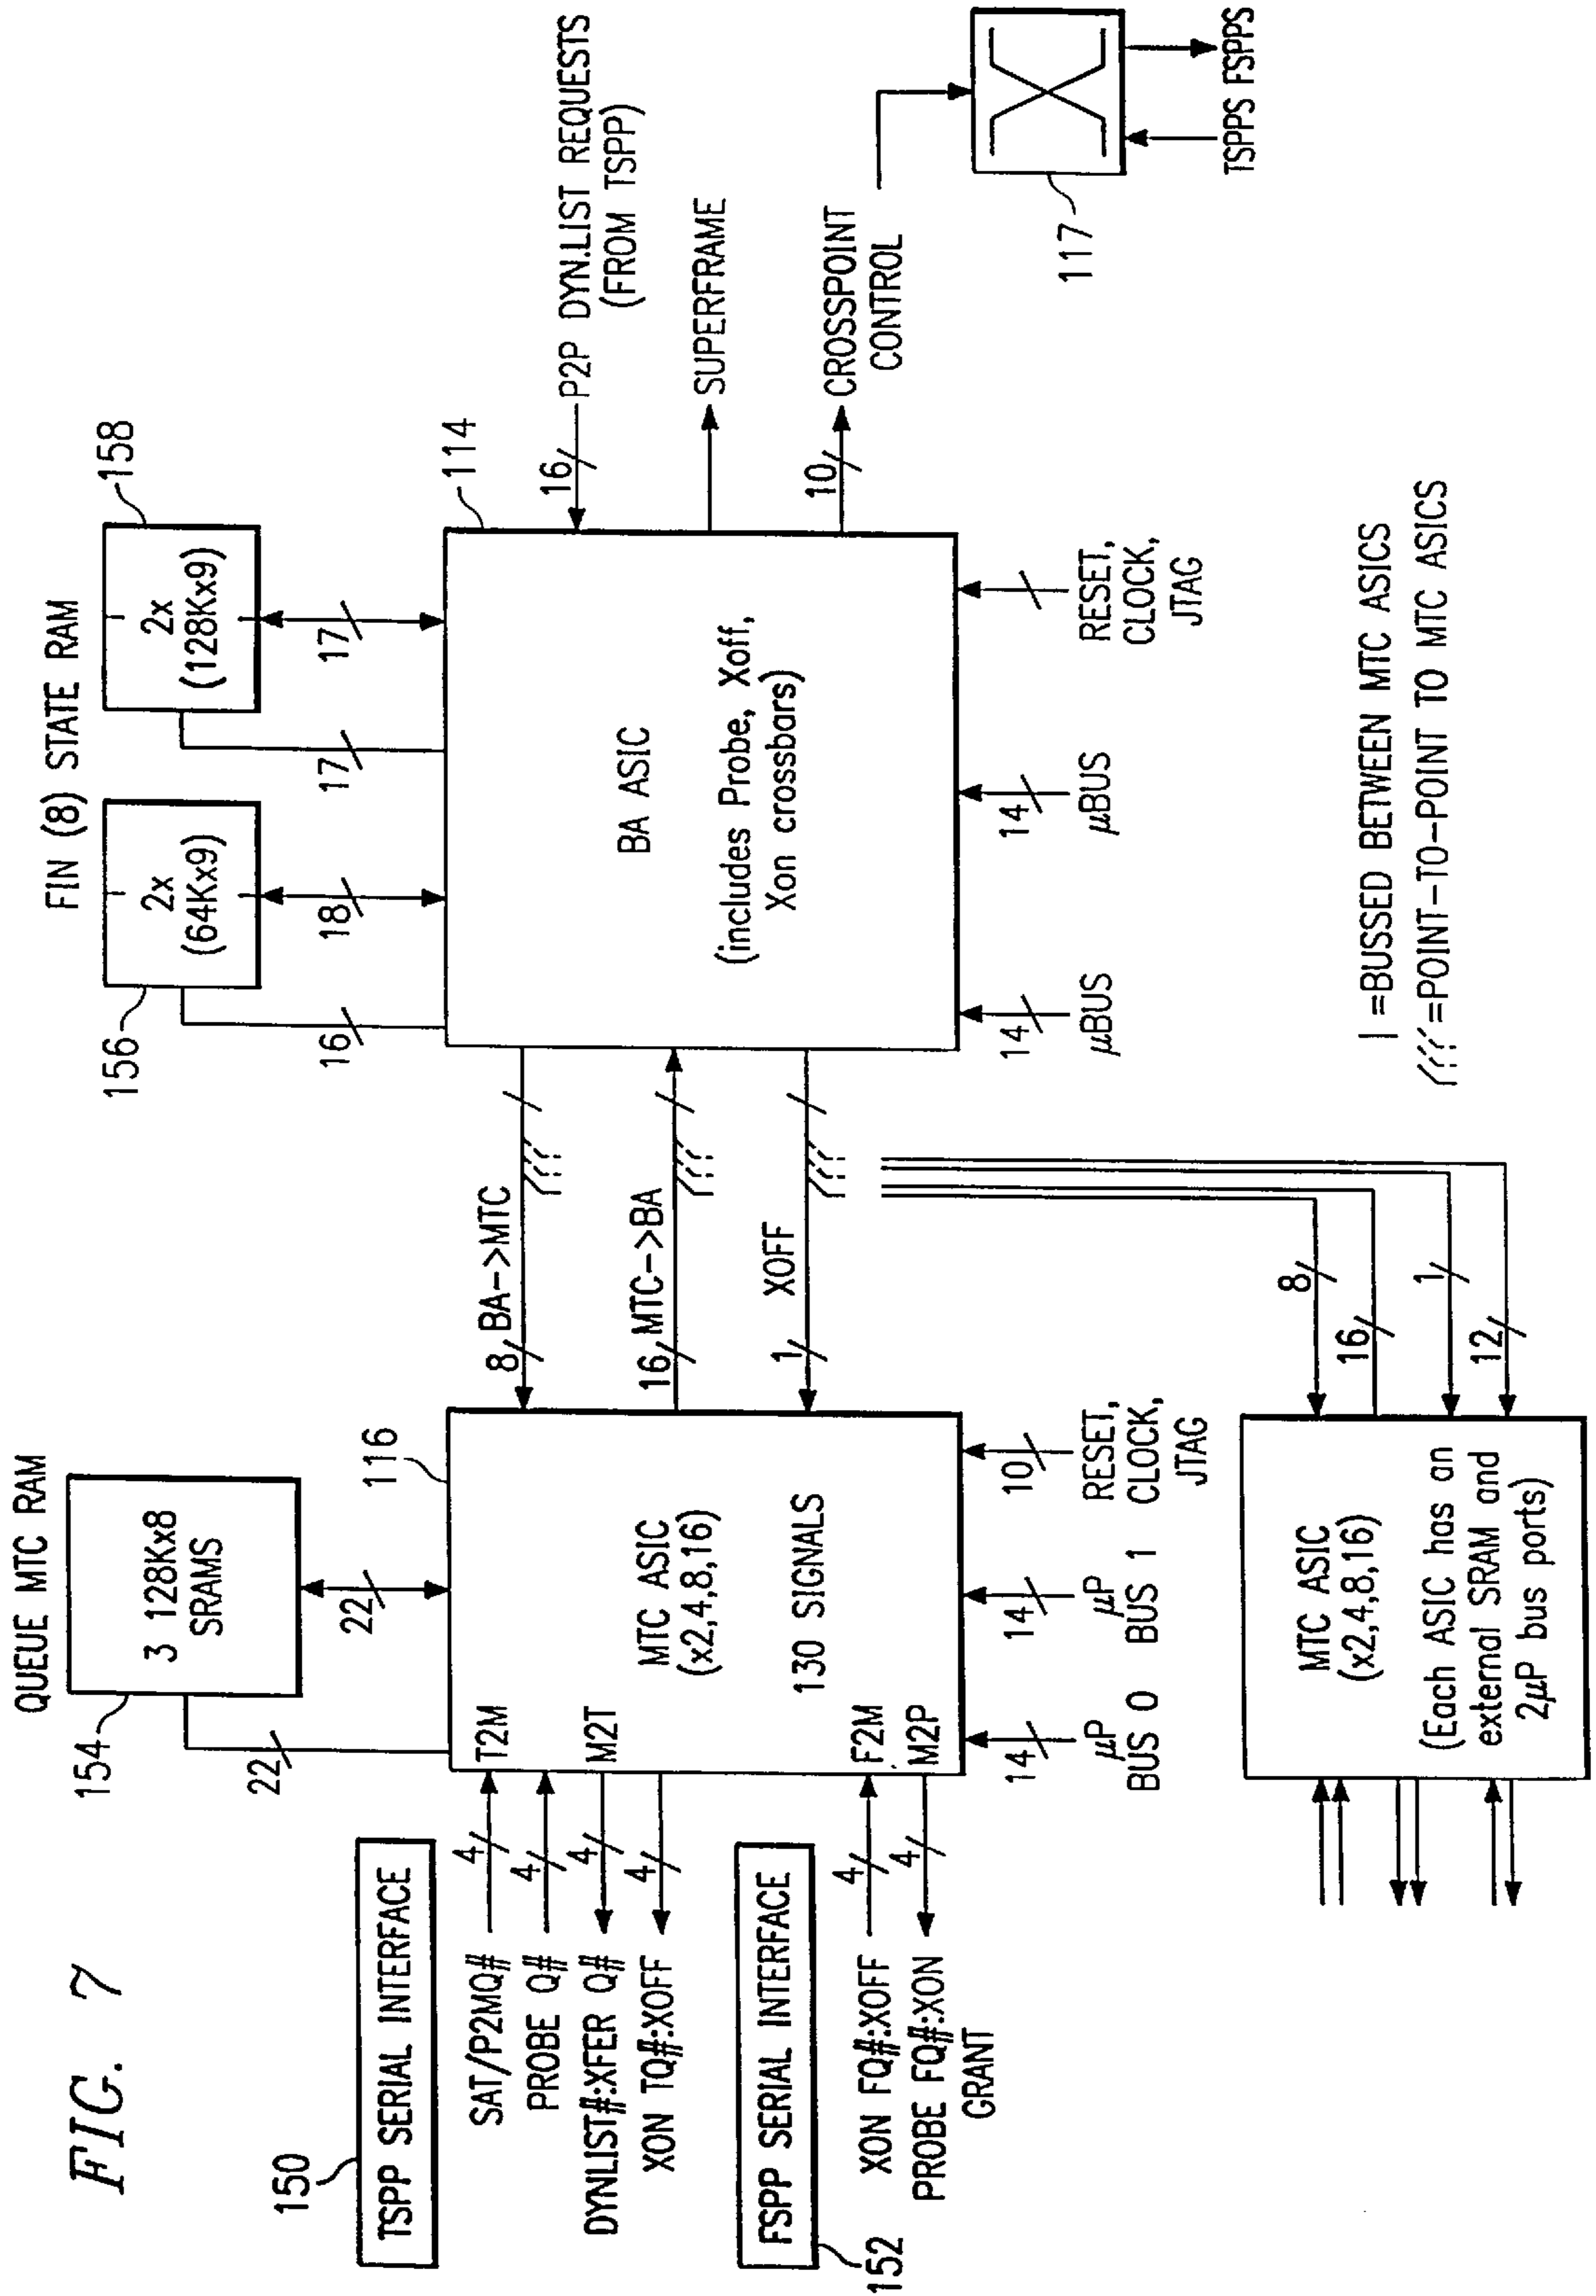 FIG. 7
QUEUE MTC RAM
154
3 128Kx8
SRAMS
22
22
116
FIN (8) STATE RAM
156
2x
(64Kx9)
16
18
158
2x
(128Kx9)
17
17
114
150
TSPP SERIAL INTERFACE
SAT/P2MQ#
4
T2M
PROBE Q#
4
DYNLIST#:XFER Q#
4
M2T
XON TQ#:XOFF
4
152
FSPP SERIAL INTERFACE
XON FQ#:XOFF
4
F2M
PROBE FQ#:XON
GRANT
4
M2P
MTC ASIC
(x2,4,8,16)
130 SIGNALS
14
μP
BUS 0
14
μP
BUS 1
10
RESET,
CLOCK,
JTAG
8 BA->MTC
16 MTC->BA
1 XOFF
BA ASIC
(includes Probe, Xoff,
Xon crossbars)
14
μBUS
14
μBUS
RESET,
CLOCK,
JTAG
16
P2P DYN.LIST REQUESTS
(FROM TSPP)
SUPERFRAME
10
CROSSPOINT
CONTROL
117
TSPPS FSPPS
MTC ASIC
(x2,4,8,16)
(Each ASIC has an
external SRAM and
2μP bus ports)
8
16
1
12
| =BUSSED BETWEEN MTC ASICS
=POINT-TO-POINT TO MTC ASICS